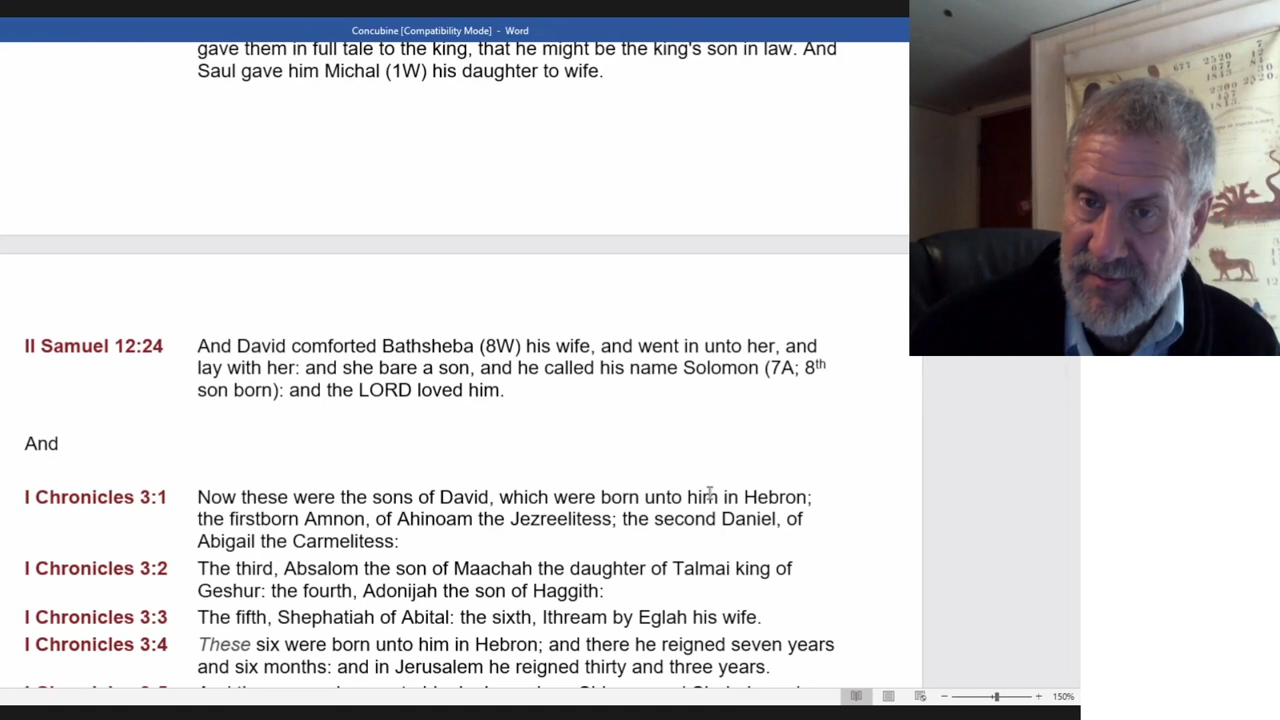 Concubine [Compatibility Mode] - Word
gave them in full tale to the king, that he might be the king's son in law. And
Saul gave him Michal (1W) his daughter to wife.
II Samuel 12:24 And David comforted Bathsheba (8W) his wife, and went in unto her, and
lay with her: and she bare a son, and he called his name Solomon (7A; 8th
son born): and the LORD loved him.
And
I Chronicles 3:1 Now these were the sons of David, which were born unto him in Hebron;
the firstborn Amnon, of Ahinoam the Jezreelitess; the second Daniel, of
Abigail the Carmelitess:
I Chronicles 3:2 The third, Absalom the son of Maachah the daughter of Talmai king of
Geshur: the fourth, Adonijah the son of Haggith:
I Chronicles 3:3 The fifth, Shephatiah of Abital: the sixth, Ithream by Eglah his wife.
I Chronicles 3:4 These six were born unto him in Hebron; and there he reigned seven years
and six months: and in Jerusalem he reigned thirty and three years.
150%
677 2520
677
1843 2520
2300
457
1843